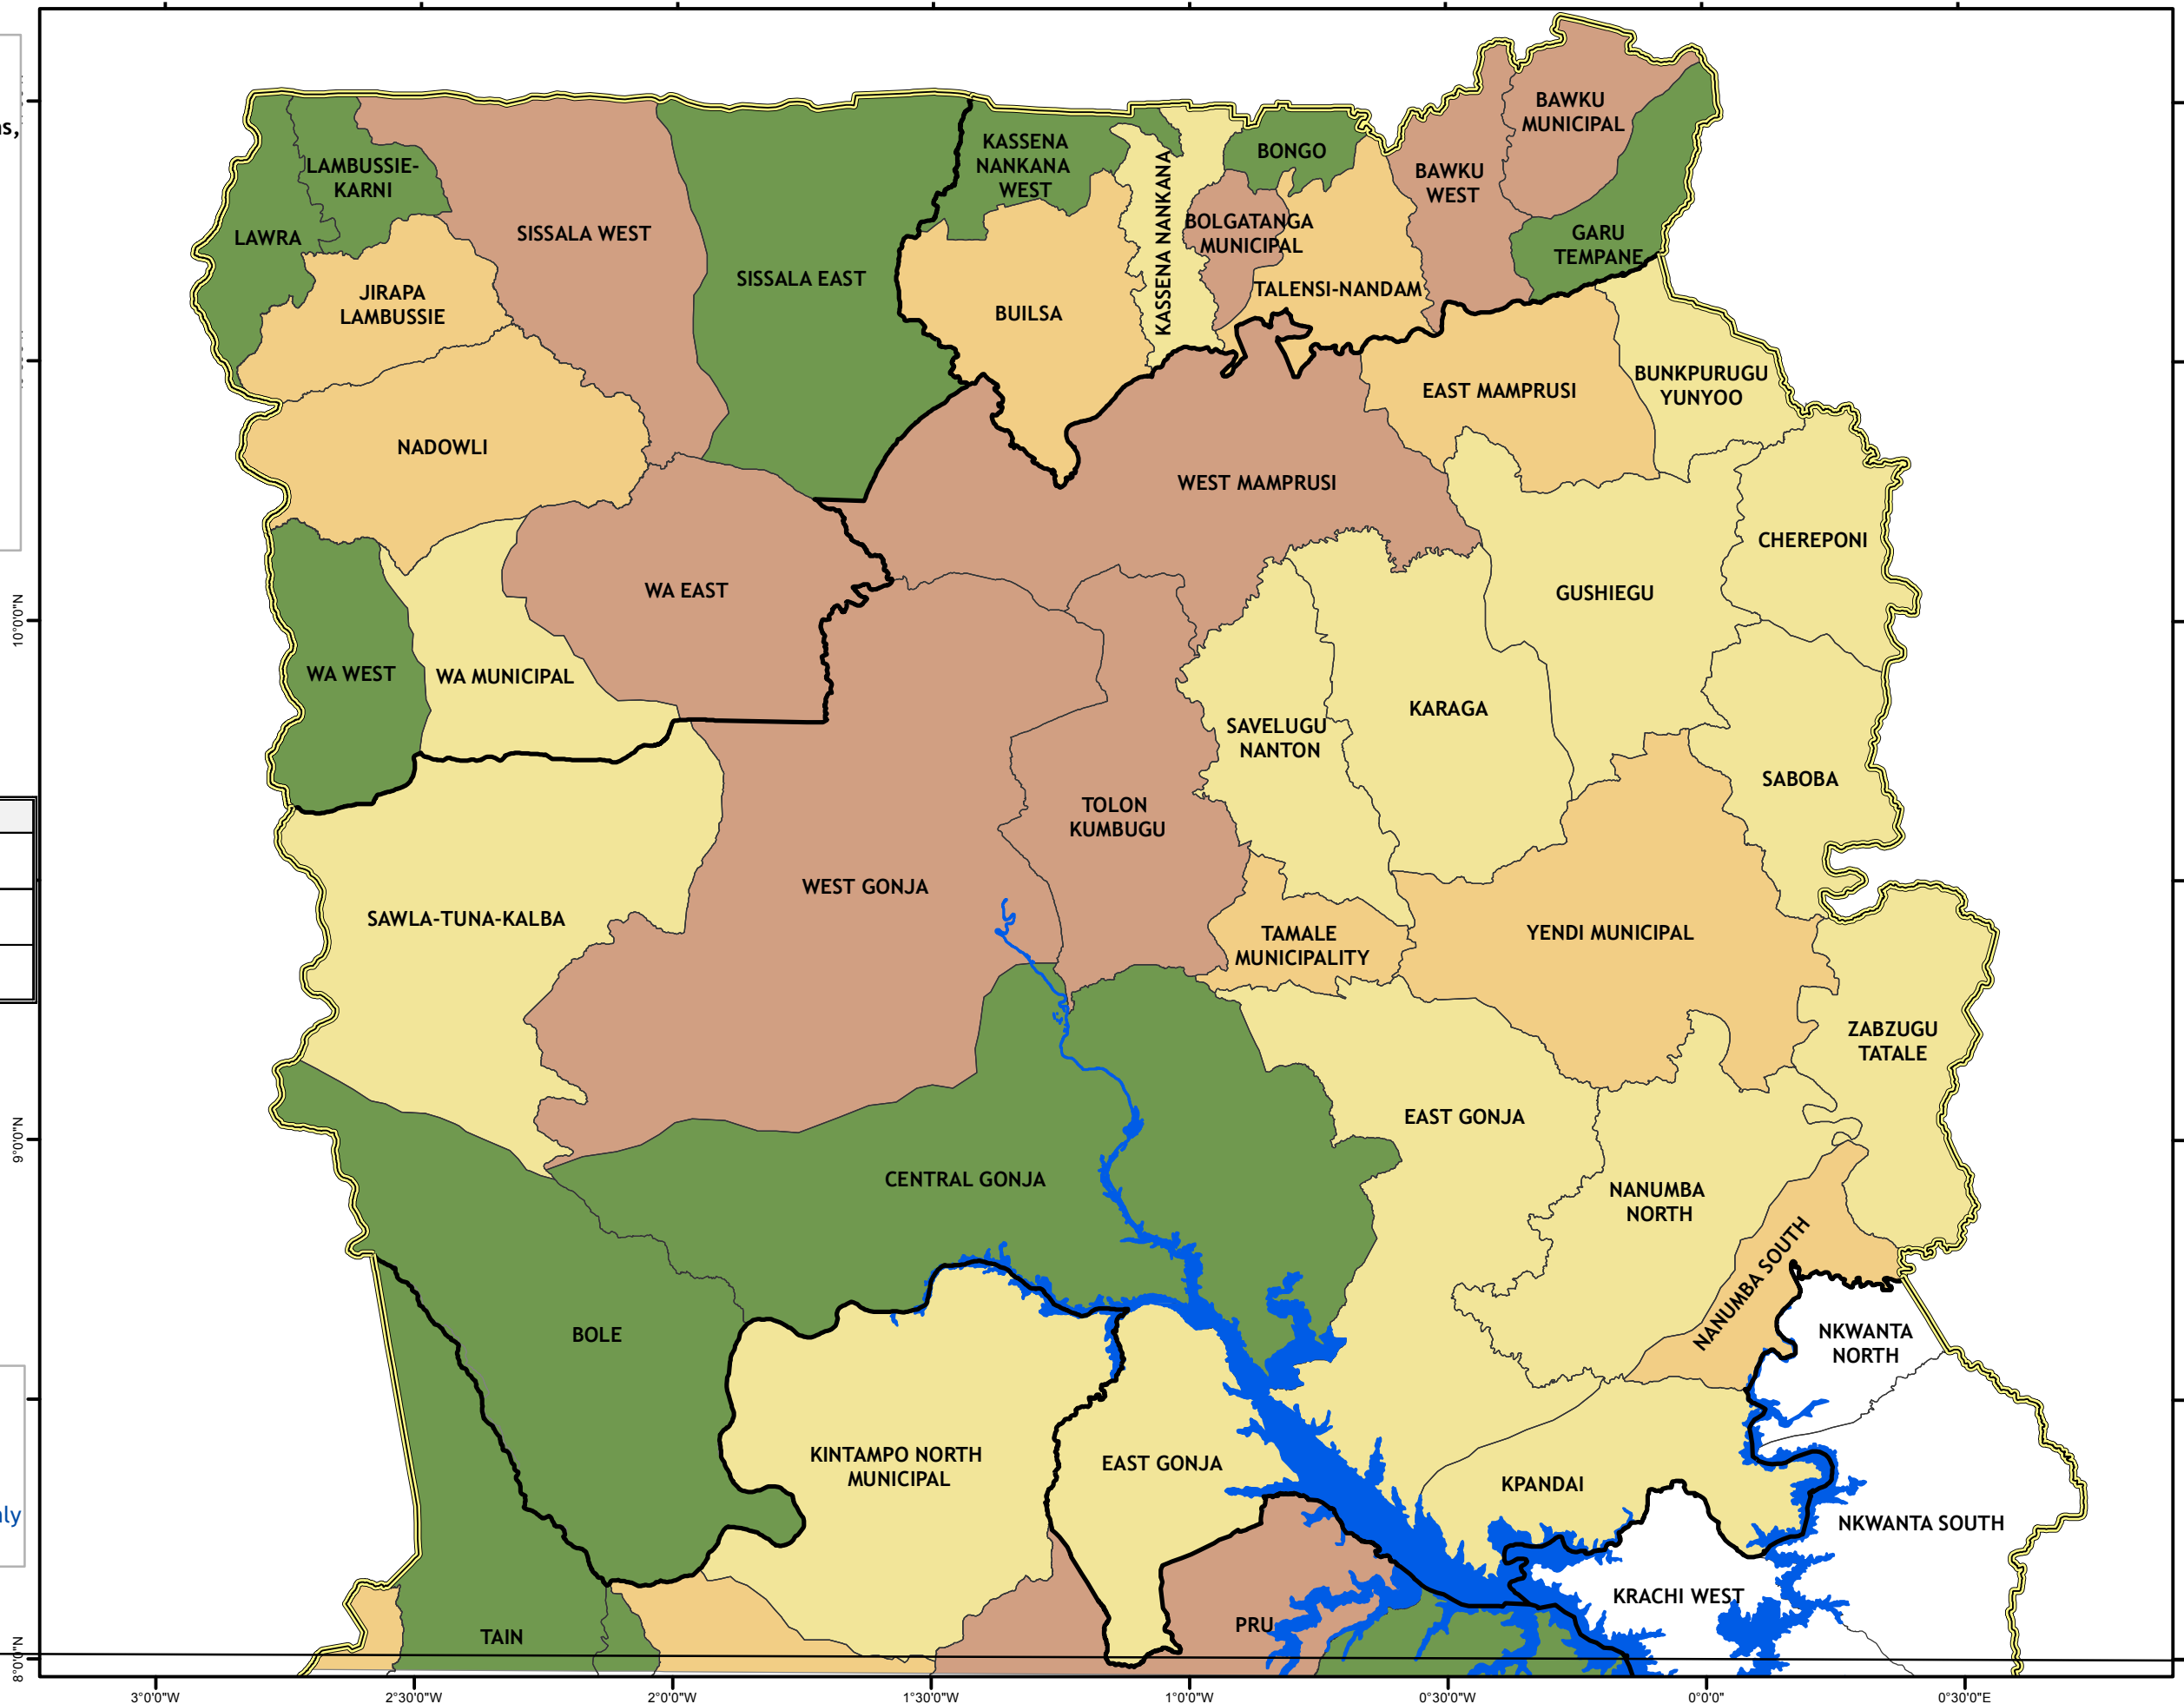 BAWKU
MUNICIPAL
KASSENA
NANKANA
WEST
BONGO
LAMBUSSIE-
KARNI
BAWKU
WEST
KASSENA NANKANA
LAWRA
SISSALA WEST
BOLGATANGA
MUNICIPAL
GARU
TEMPANE
SISSALA EAST
TALENSI-NANDAM
JIRAPA
LAMBUSSIE
BUILSA
BUNKPURUGU
YUNYOO
EAST MAMPRUSI
NADOWLI
WEST MAMPRUSI
CHEREPONI
WA EAST
GUSHIEGU
10°0'0"N
WA WEST
WA MUNICIPAL
KARAGA
SAVELUGU
NANTON
SABOBA
TOLON
KUMBUGU
WEST GONJA
SAWLA-TUNA-KALBA
TAMALE
MUNICIPALITY
YENDI MUNICIPAL
ZABZUGU
TATALE
EAST GONJA
9°0'0"N
CENTRAL GONJA
NANUMBA
NORTH
NANUMBA SOUTH
BOLE
NKWANTA
NORTH
KINTAMPO NORTH
MUNICIPAL
EAST GONJA
KPANDAI
ly
NKWANTA SOUTH
KRACHI WEST
PRU
TAIN
8°0'0"N
3°0'0"W
2°30'0"W
2°0'0"W
1°30'0"W
1°0'0"W
0°30'0"W
0°0'0"
0°30'0"E